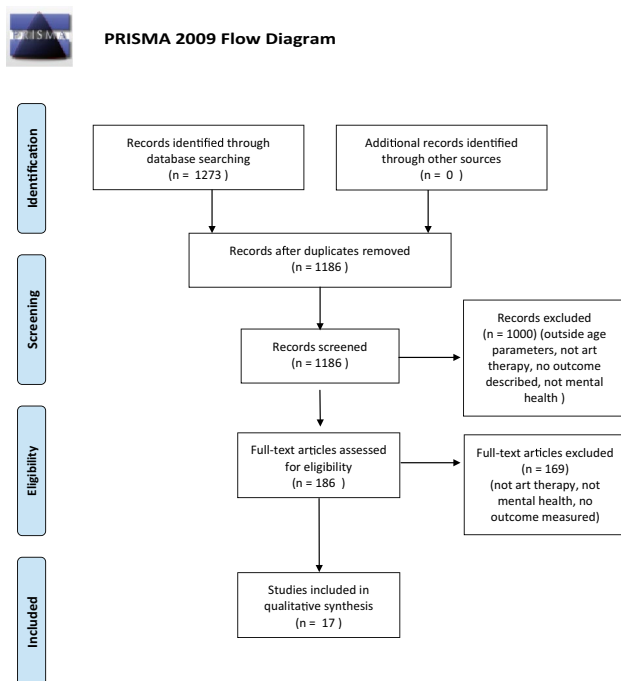 PRISMA
PRISMA 2009 Flow Diagram
Identification
Records identified through
database searching
(n = 1273 )
Additional records identified
through other sources
(n = 0 )
Records after duplicates removed
(n = 1186 )
Screening
Records screened
(n = 1186 )
Records excluded
(n = 1000) (outside age
parameters, not art
therapy, no outcome
described, not mental
health )
Eligibility
Full-text articles assessed
for eligibility
(n = 186 )
Full-text articles excluded
(n = 169)
(not art therapy, not
mental health, no
outcome measured)
Included
Studies included in
qualitative synthesis
(n = 17 )